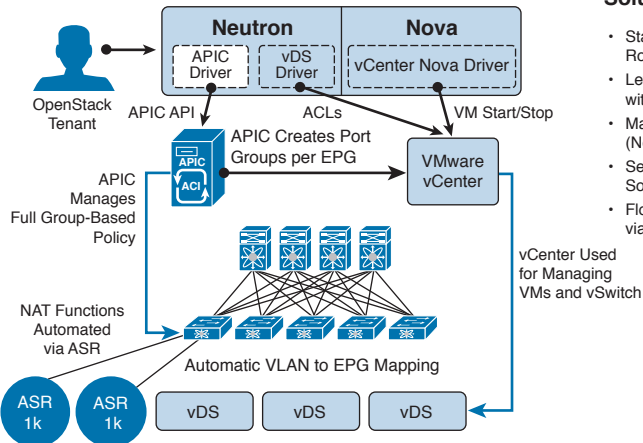 Neutron
Nova
APIC
Driver
vDS
Driver
vCenter Nova Driver
OpenStack
Tenant
APIC API
ACLs
VM Start/Stop
APIC
ACI
APIC Creates Port
Groups per EPG
VMware
vCenter
APIC
Manages
Full Group-Based
Policy
vCenter Used
for Managing
VMs and vSwitch
NAT Functions
Automated
via ASR
Automatic VLAN to EPG Mapping
ASR
1k
ASR
1k
vDS
vDS
vDS
via